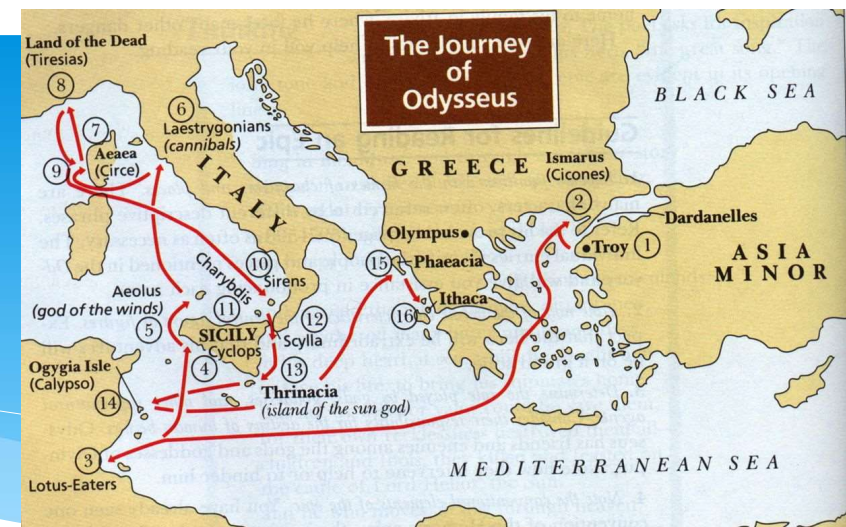 The Journey
of
Odysseus
Land of the Dead
(Tiresias)
8
7
9
Aeaea
(Circe)
6
Laestrygonians
(cannibals)
ITALY
BLACK SEA
GREECE
Ismarus
(Cicones)
2
Dardanelles
Olympus
Troy 1
ASIA
MINOR
15
Phaeacia
Ithaca
16
10
Sirens
Charybdis
11
12
Scylla
Aeolus
(god of the winds)
5
SICILY
Cyclops
4
13
Thrinacia
(island of the sun god)
Ogygia Isle
(Calypso)
14
3
Lotus-Eaters
MEDITERRANEAN SEA